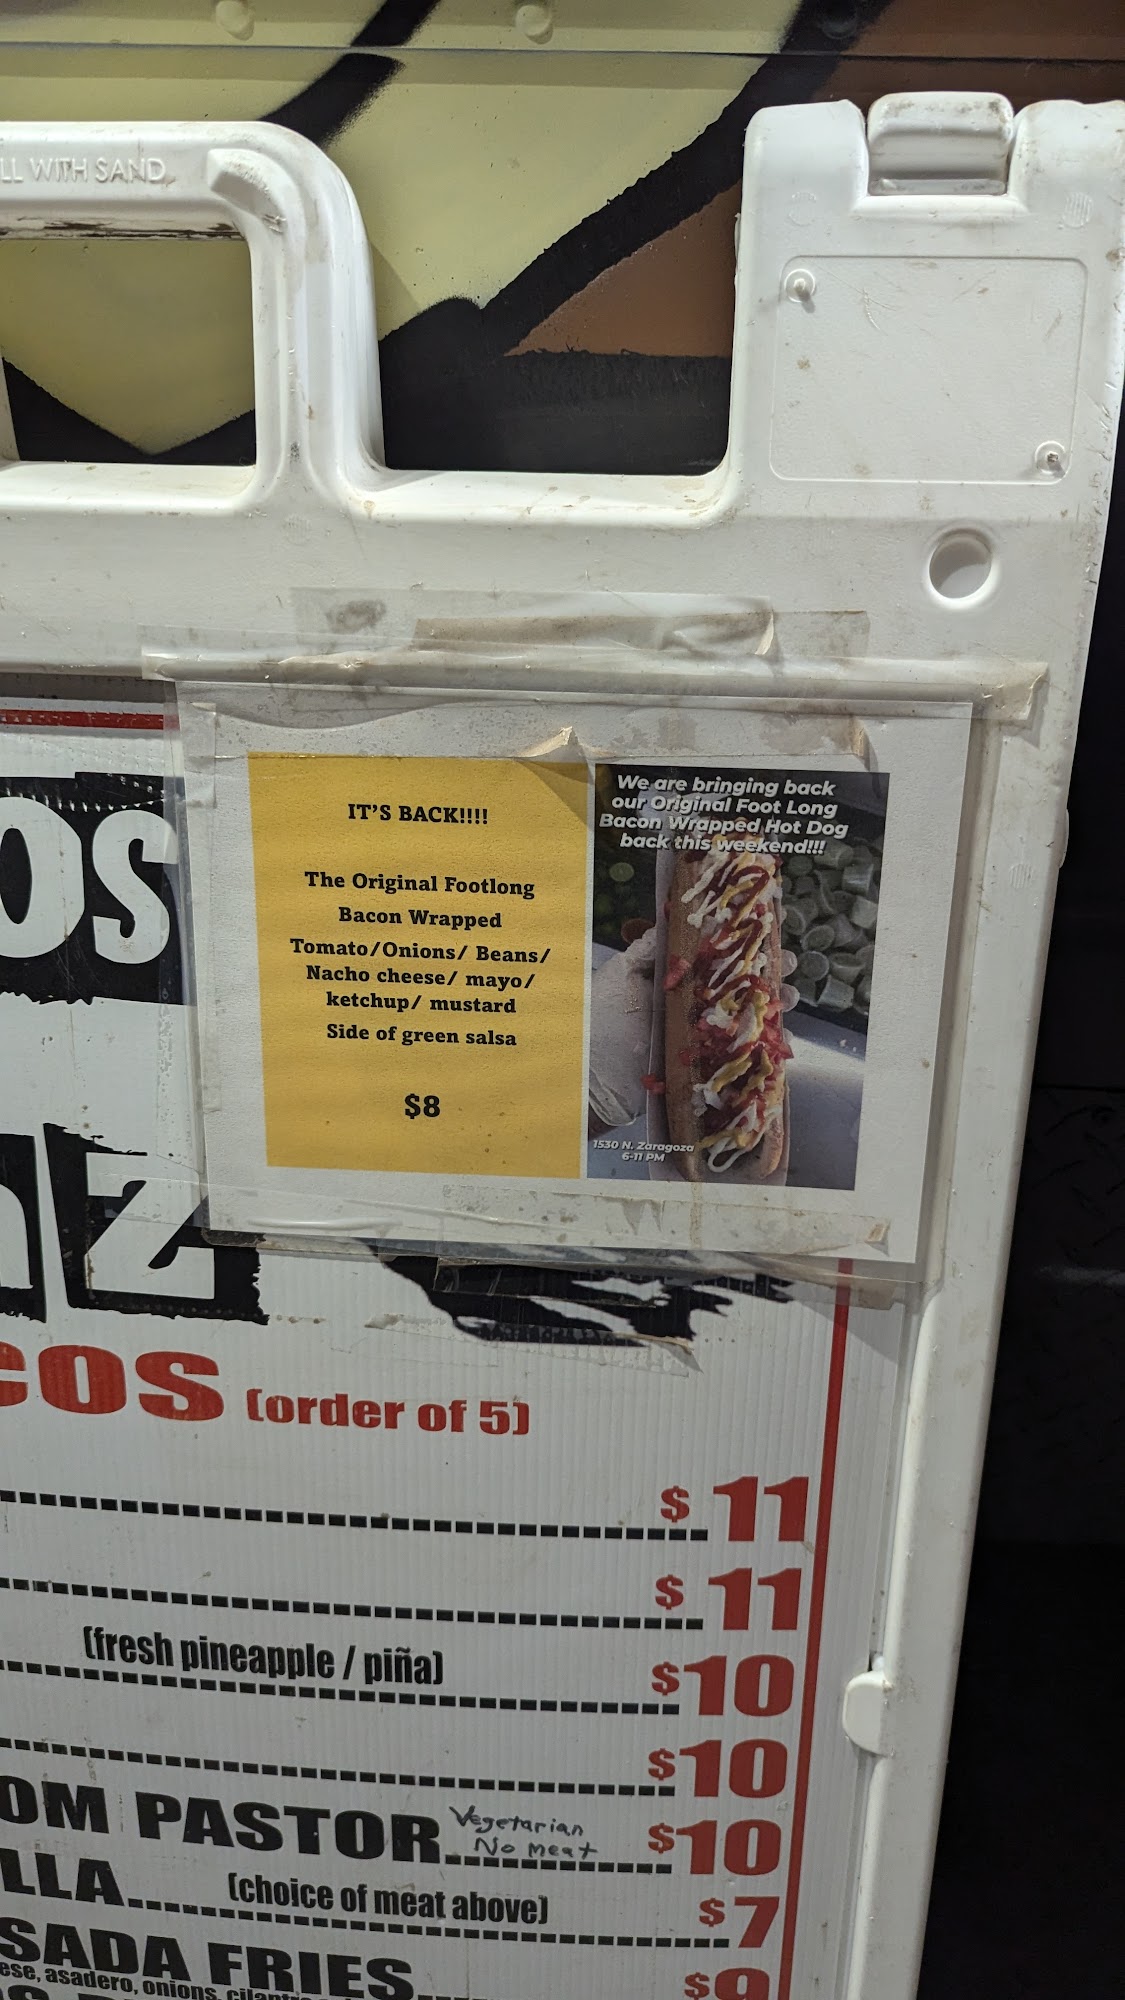 LL WITH SAND
OS
IT'S BACK!!!!
The Original Footlong
Bacon Wrapped
Tomato/Onions/ Beans/
Nacho cheese/ mayo/
ketchup/ mustard
Side of green salsa
$8
We are bringing back
our Original Foot Long
Bacon Wrapped Hot Dog
back this weekend!!!
1530 N. Zaragoza
6-11 PM
Z
COS (order of 5)
$11
$11
(fresh pineapple / piña)
$10
$10
OM PASTOR Vegetarian No meat $10
LLA (choice of meat above)
$7
SADA FRIES
ese, asadero, onions,
$9